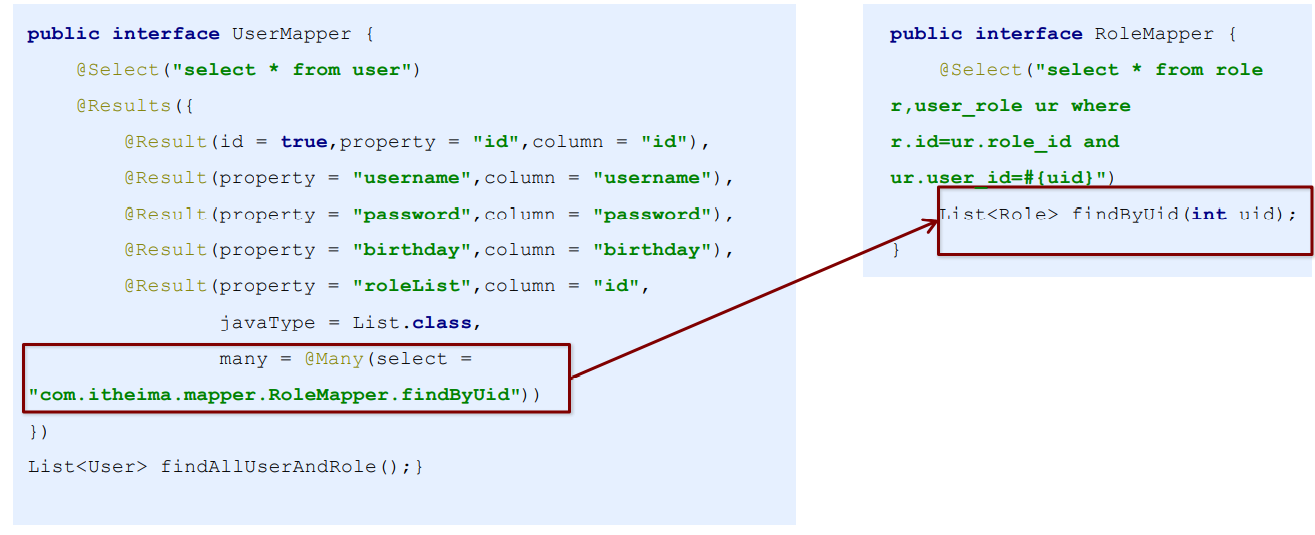 public interface UserMapper {
@Select("select * from user")
@Results({
@Result(id = true,property = "id",column = "id"),
@Result(property = "username",column = "username"),
@Result(property = "password",column = "password"),
@Result(property = "birthday",column = "birthday"),
@Result(property = "roleList",column = "id",
javaType = List.class,
many = @Many(select =
"com.itheima.mapper.RoleMapper.findByUid"))
})
List<User> findAllUserAndRole();}
public interface RoleMapper {
@Select("select * from role
r,user_role ur where
r.id=ur.role_id and
ur.user_id=#{uid}")
List<Role> findByUid(int uid);
}